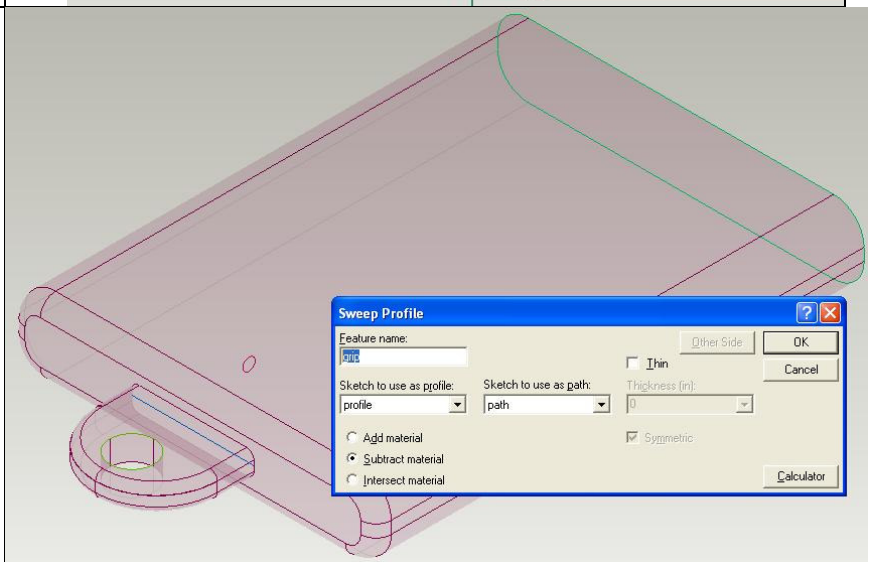 Sweep Profile
Feature name:
grip
Other Side
OK
Thin
Cancel
Sketch to use as profile:
Sketch to use as path:
Thickness (in):
profile
path
0
Add material
Symmetric
Subtract material
Intersect material
Calculator